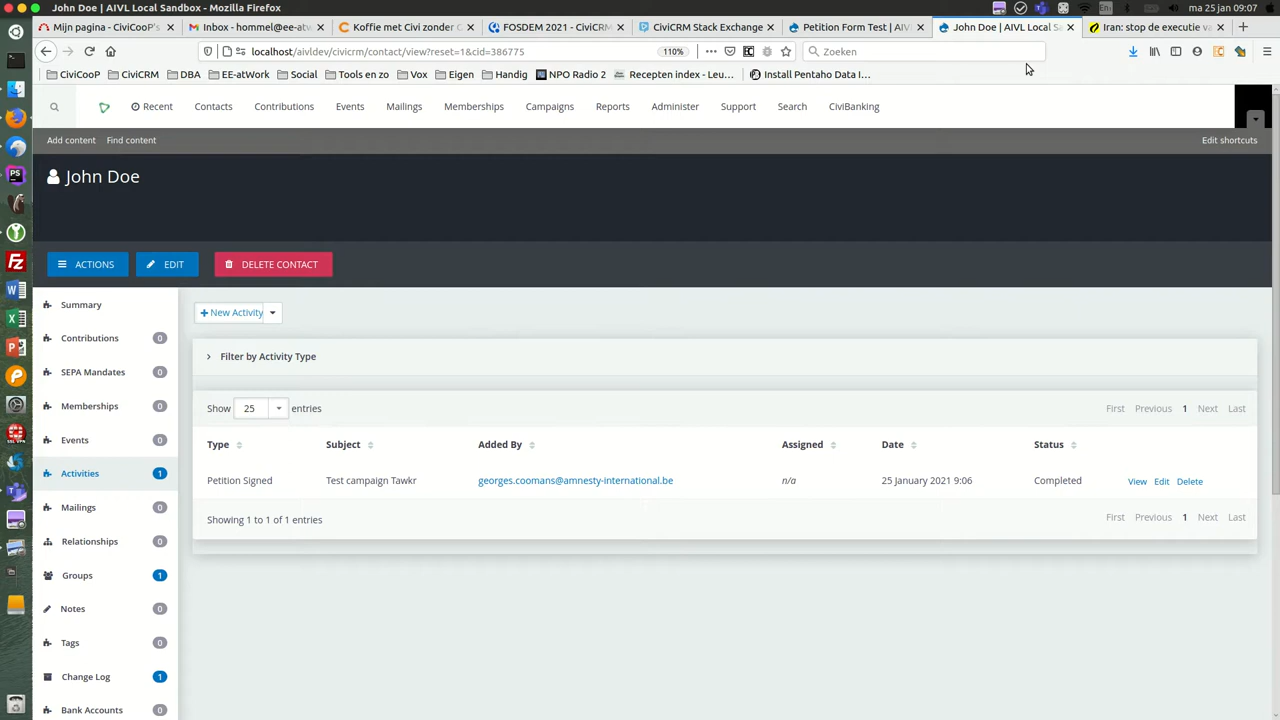 John Doe | AIVL Local Sandbox - Mozilla Firefox
En
ma 25 jan 09:07
Mijn pagina - CiviCooP's
Inbox - hommel@ee-atw
Koffie met Civi zonder C
FOSDEM 2021 - CiviCRM
CiviCRM Stack Exchange
Petition Form Test | AIVL
John Doe | AIVL Local Sa
Iran: stop de executie va
localhost/aivldev/civicrm/contact/view?reset=1&cid=386775
110%
Zoeken
CiviCooP
CiviCRM
DBA
EE-atWork
Social
Tools en zo
Vox
Eigen
Handig
NPO Radio 2
Recepten index - Leu…
Install Pentaho Data I…
Recent
Contacts
Contributions
Events
Mailings
Memberships
Campaigns
Reports
Administer
Support
Search
CiviBanking
Add content
Find content
Edit shortcuts
John Doe
ACTIONS
EDIT
DELETE CONTACT
Summary
Contributions 0
SEPA Mandates 0
Memberships 0
Events 0
Activities 1
Mailings 0
Relationships 0
Groups 1
Notes 0
Tags 0
Change Log 1
Bank Accounts 0
+ New Activity
Filter by Activity Type
Show 25 entries
First Previous 1 Next Last
Type Subject Added By Assigned Date Status
Petition Signed Test campaign Tawkr georges.coomans@amnesty-international.be n/a 25 January 2021 9:06 Completed View Edit Delete
Showing 1 to 1 of 1 entries
First Previous 1 Next Last